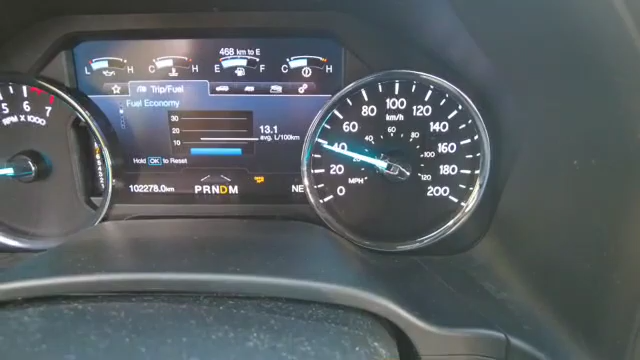 468 km to E
L H C H E F C H
Trip/Fuel
Fuel Economy
30
20
10
13.1
avg. L/100km
Hold OK to Reset
102278.0km
PRNDM
NE
5 6 7
RPM X 1000
0 20 40 60 80 100 120 140 160 180 200
km/h
20 40 60 80 100 120
MPH